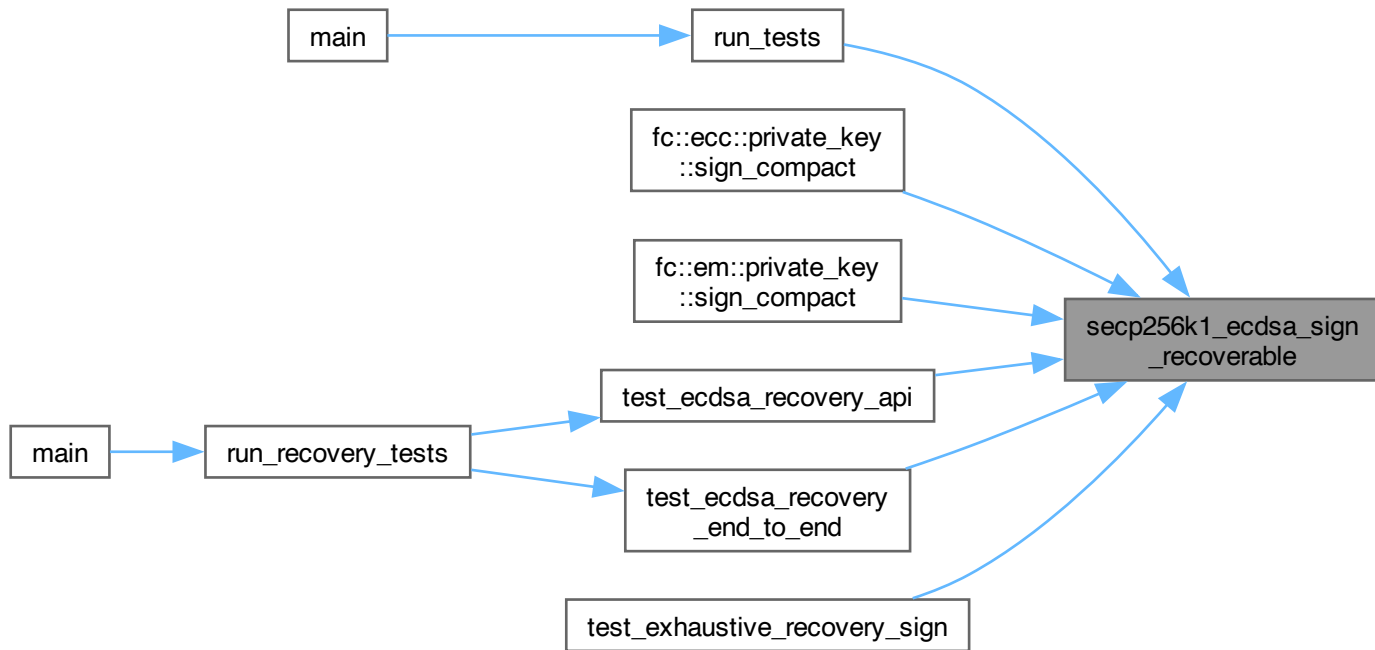 main
run_tests
fc::ecc::private_key
::sign_compact
fc::em::private_key
::sign_compact
secp256k1_ecdsa_sign
_recoverable
test_ecdsa_recovery_api
main
run_recovery_tests
test_ecdsa_recovery
_end_to_end
test_exhaustive_recovery_sign